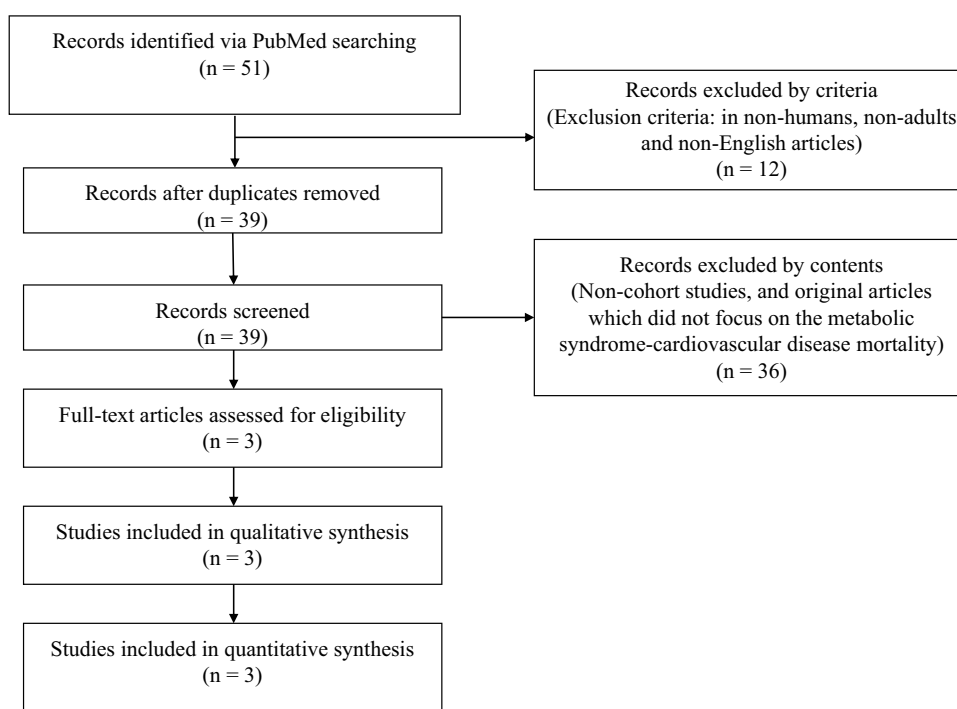 Records identified via PubMed searching
(n = 51)
Records excluded by criteria
(Exclusion criteria: in non-humans, non-adults
and non-English articles)
(n = 12)
Records after duplicates removed
(n = 39)
Records excluded by contents
(Non-cohort studies, and original articles
which did not focus on the metabolic
syndrome-cardiovascular disease mortality)
(n = 36)
Records screened
(n = 39)
Full-text articles assessed for eligibility
(n = 3)
Studies included in qualitative synthesis
(n = 3)
Studies included in quantitative synthesis
(n = 3)